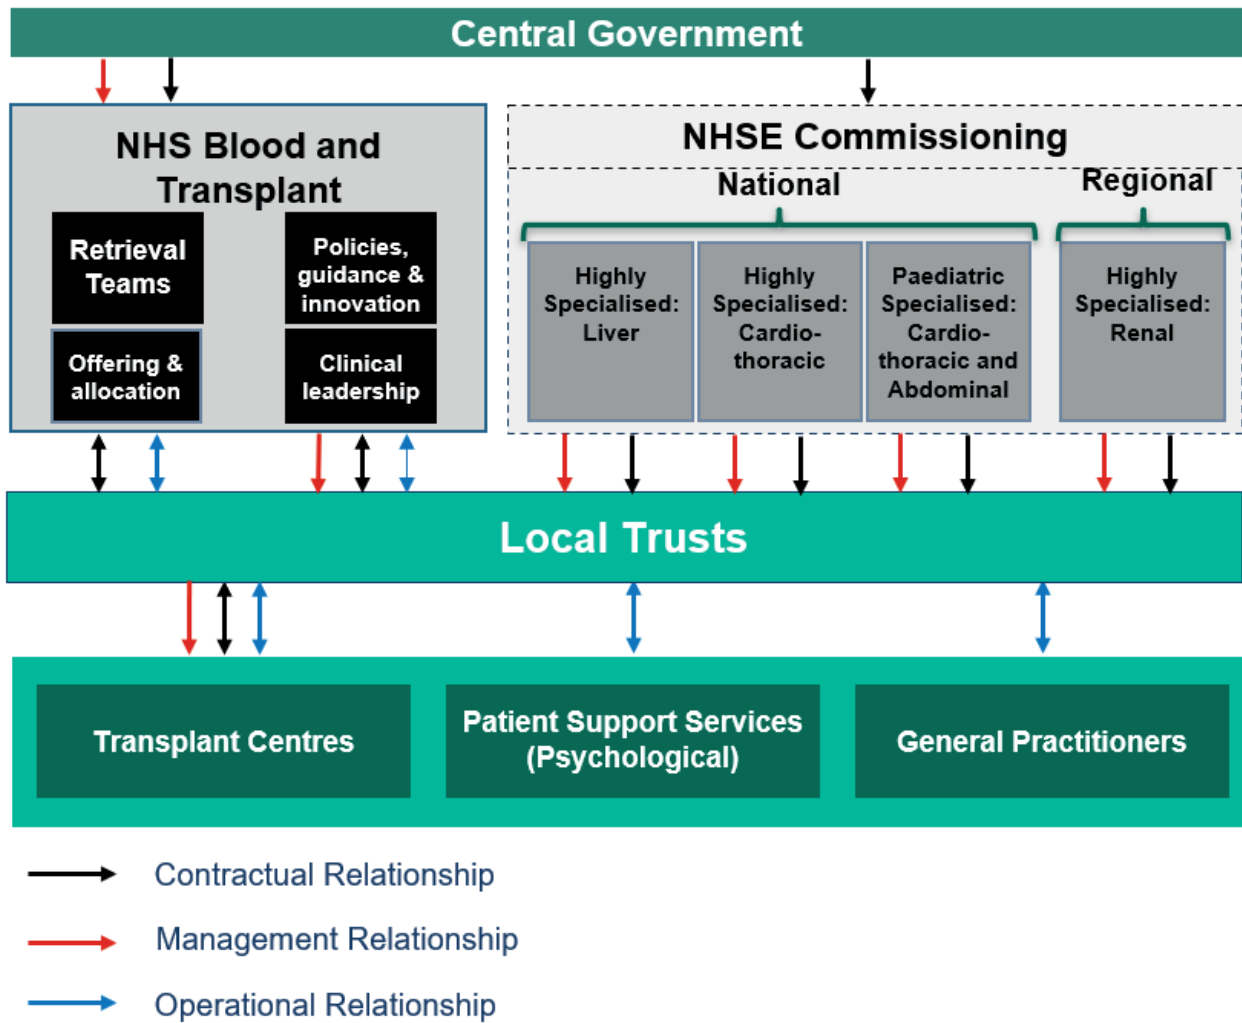 Central Government
NHS Blood and
Transplant
Retrieval
Teams
Policies,
guidance &
innovation
Offering &
allocation
Clinical
leadership
NHSE Commissioning
National
Regional
Highly
Specialised:
Liver
Highly
Specialised:
Cardio-
thoracic
Paediatric
Specialised:
Cardio-
thoracic and
Abdominal
Highly
Specialised:
Renal
Local Trusts
Transplant Centres
Patient Support Services
(Psychological)
General Practitioners
Contractual Relationship
Management Relationship
Operational Relationship